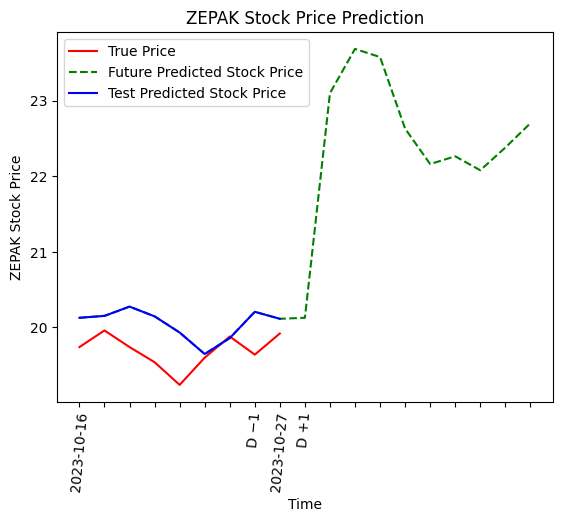 ZEPAK Stock Price Prediction
True Price
Future Predicted Stock Price
Test Predicted Stock Price
ZEPAK Stock Price
23
22
21
20
2023-10-16
D −1
2023-10-27
D +1
Time